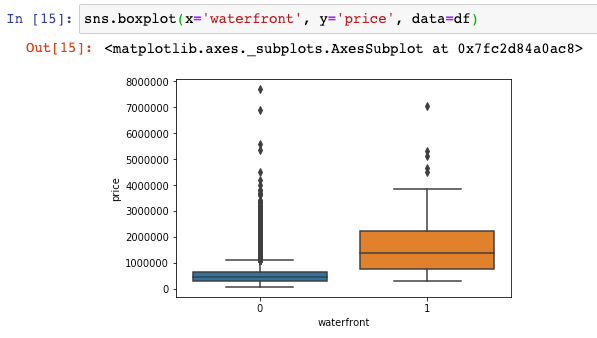 In [15]: sns.boxplot(x='waterfront', y='price', data=df)
Out[15]: <matplotlib.axes._subplots.AxesSubplot at 0x7fc2d84a0ac8>
8000000
7000000
6000000
5000000
4000000
3000000
2000000
1000000
0
price
0 1
waterfront